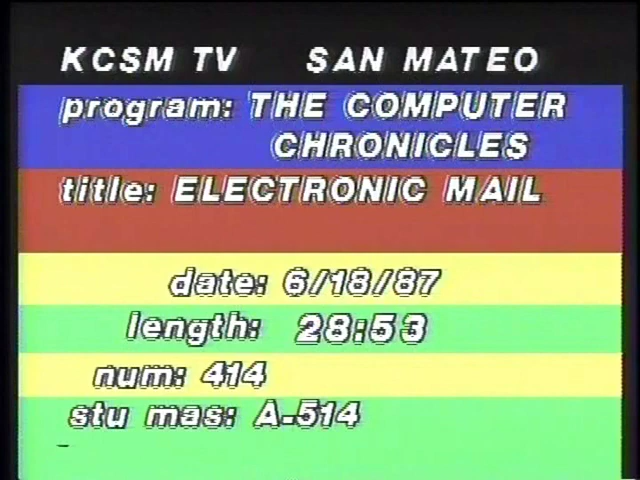 KCSM TV SAN MATEO
program: THE COMPUTER
CHRONICLES
title: ELECTRONIC MAIL
date: 6/18/87
length: 28:53
num: 414
stu mas: A-514